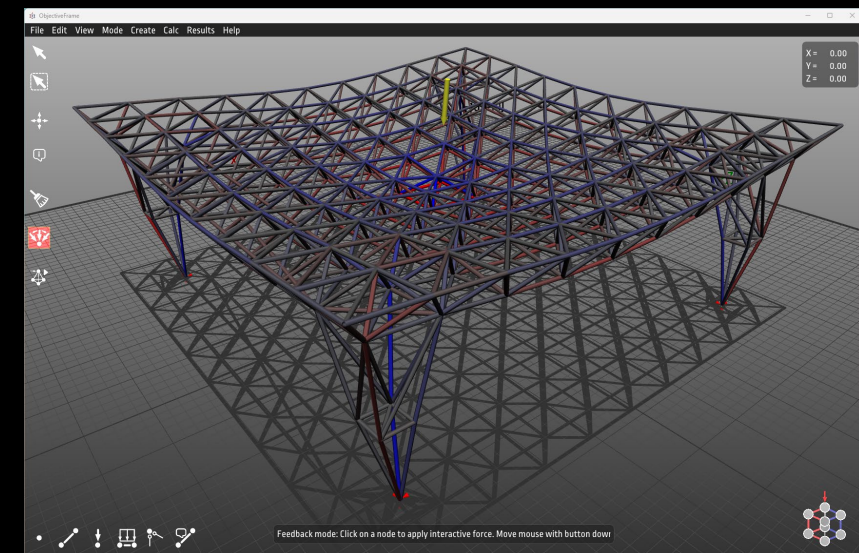 ObjectiveFrame
File Edit View Mode Create Calc Results Help
X = 0.00
Y = 0.00
Z = 0.00
Feedback mode: Click on a node to apply interactive force. Move mouse with button down